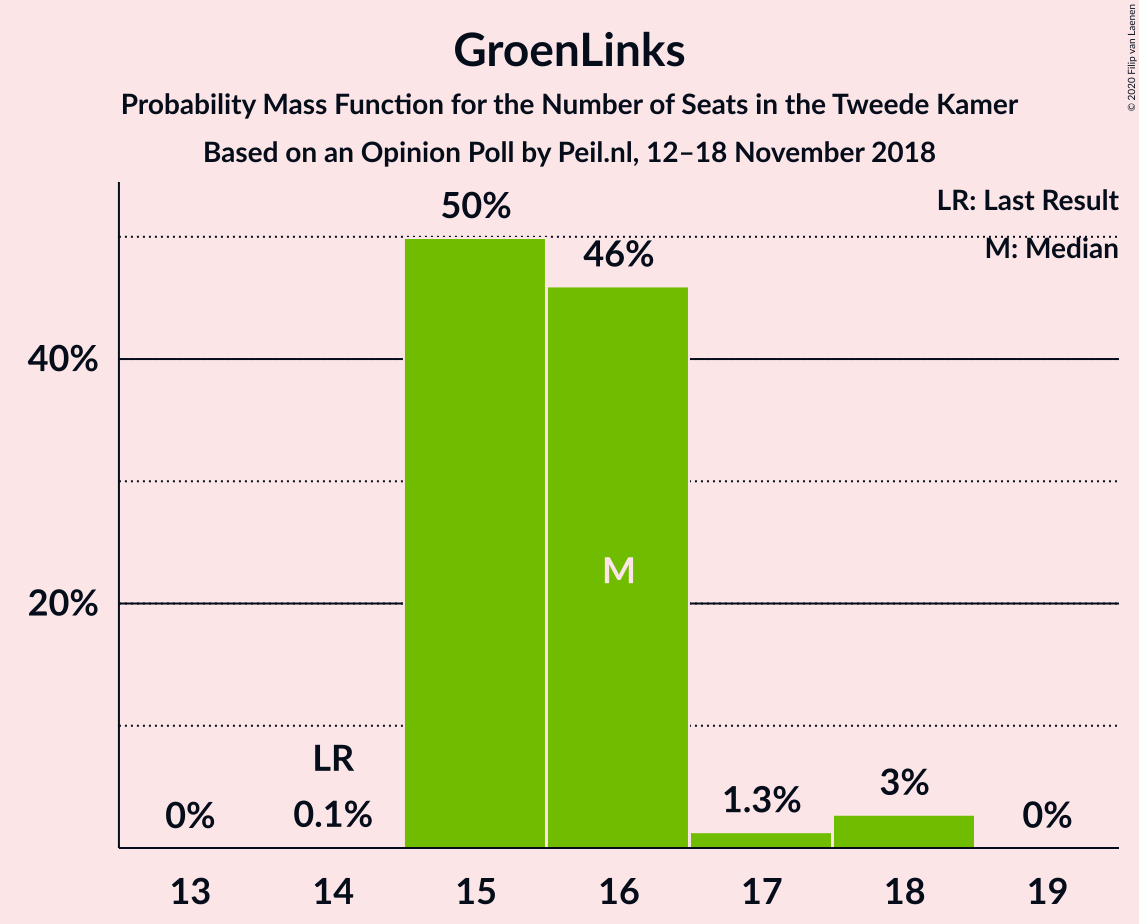 GroenLinks
Probability Mass Function for the Number of Seats in the Tweede Kamer
Based on an Opinion Poll by Peil.nl, 12–18 November 2018
© 2020 Filip van Laenen
LR: Last Result
M: Median
50%
46%
40%
M
20%
LR
0%
0.1%
1.3%
3%
0%
13
14
15
16
17
18
19